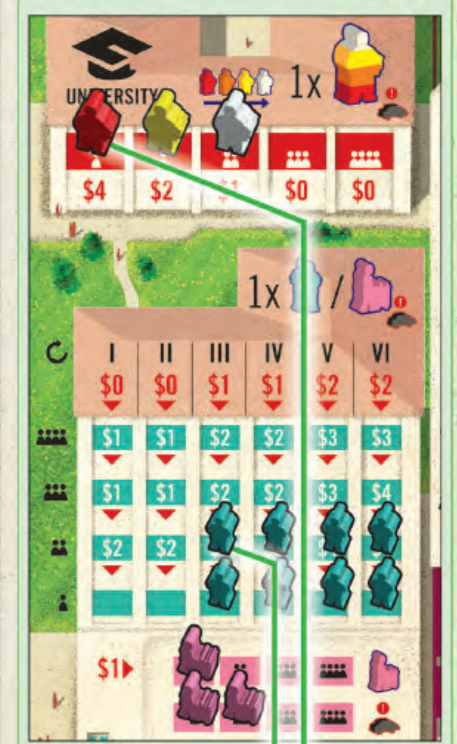 1x
UNIVERSITY
$4 $2 $1 $0 $0
1x /
I II III IV V VI
$0 $0 $1 $1 $2 $2
$1 $1 $2 $2 $3 $3
$1 $1 $2 $2 $3 $4
$2 $2
$1